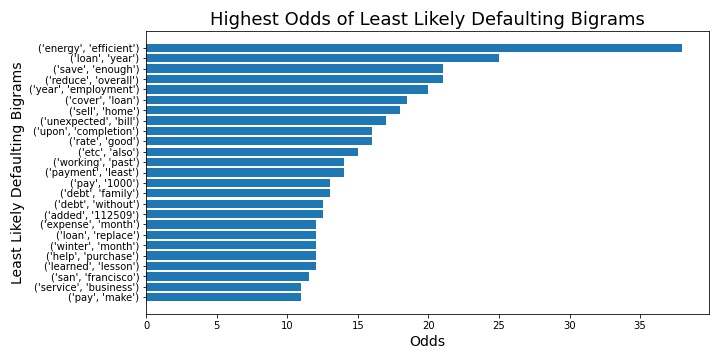 Highest Odds of Least Likely Defaulting Bigrams
Least Likely Defaulting Bigrams
('energy', 'efficient')
('loan', 'year')
('save', 'enough')
('reduce', 'overall')
('year', 'employment')
('cover', 'loan')
('sell', 'home')
('unexpected', 'bill')
('upon', 'completion')
('rate', 'good')
('etc', 'also')
('working', 'past')
('payment', 'least')
('pay', '1000')
('debt', 'family')
('debt', 'without')
('added', '112509')
('expense', 'month')
('loan', 'replace')
('winter', 'month')
('help', 'purchase')
('learned', 'lesson')
('san', 'francisco')
('service', 'business')
('pay', 'make')
0 5 10 15 20 25 30 35
Odds